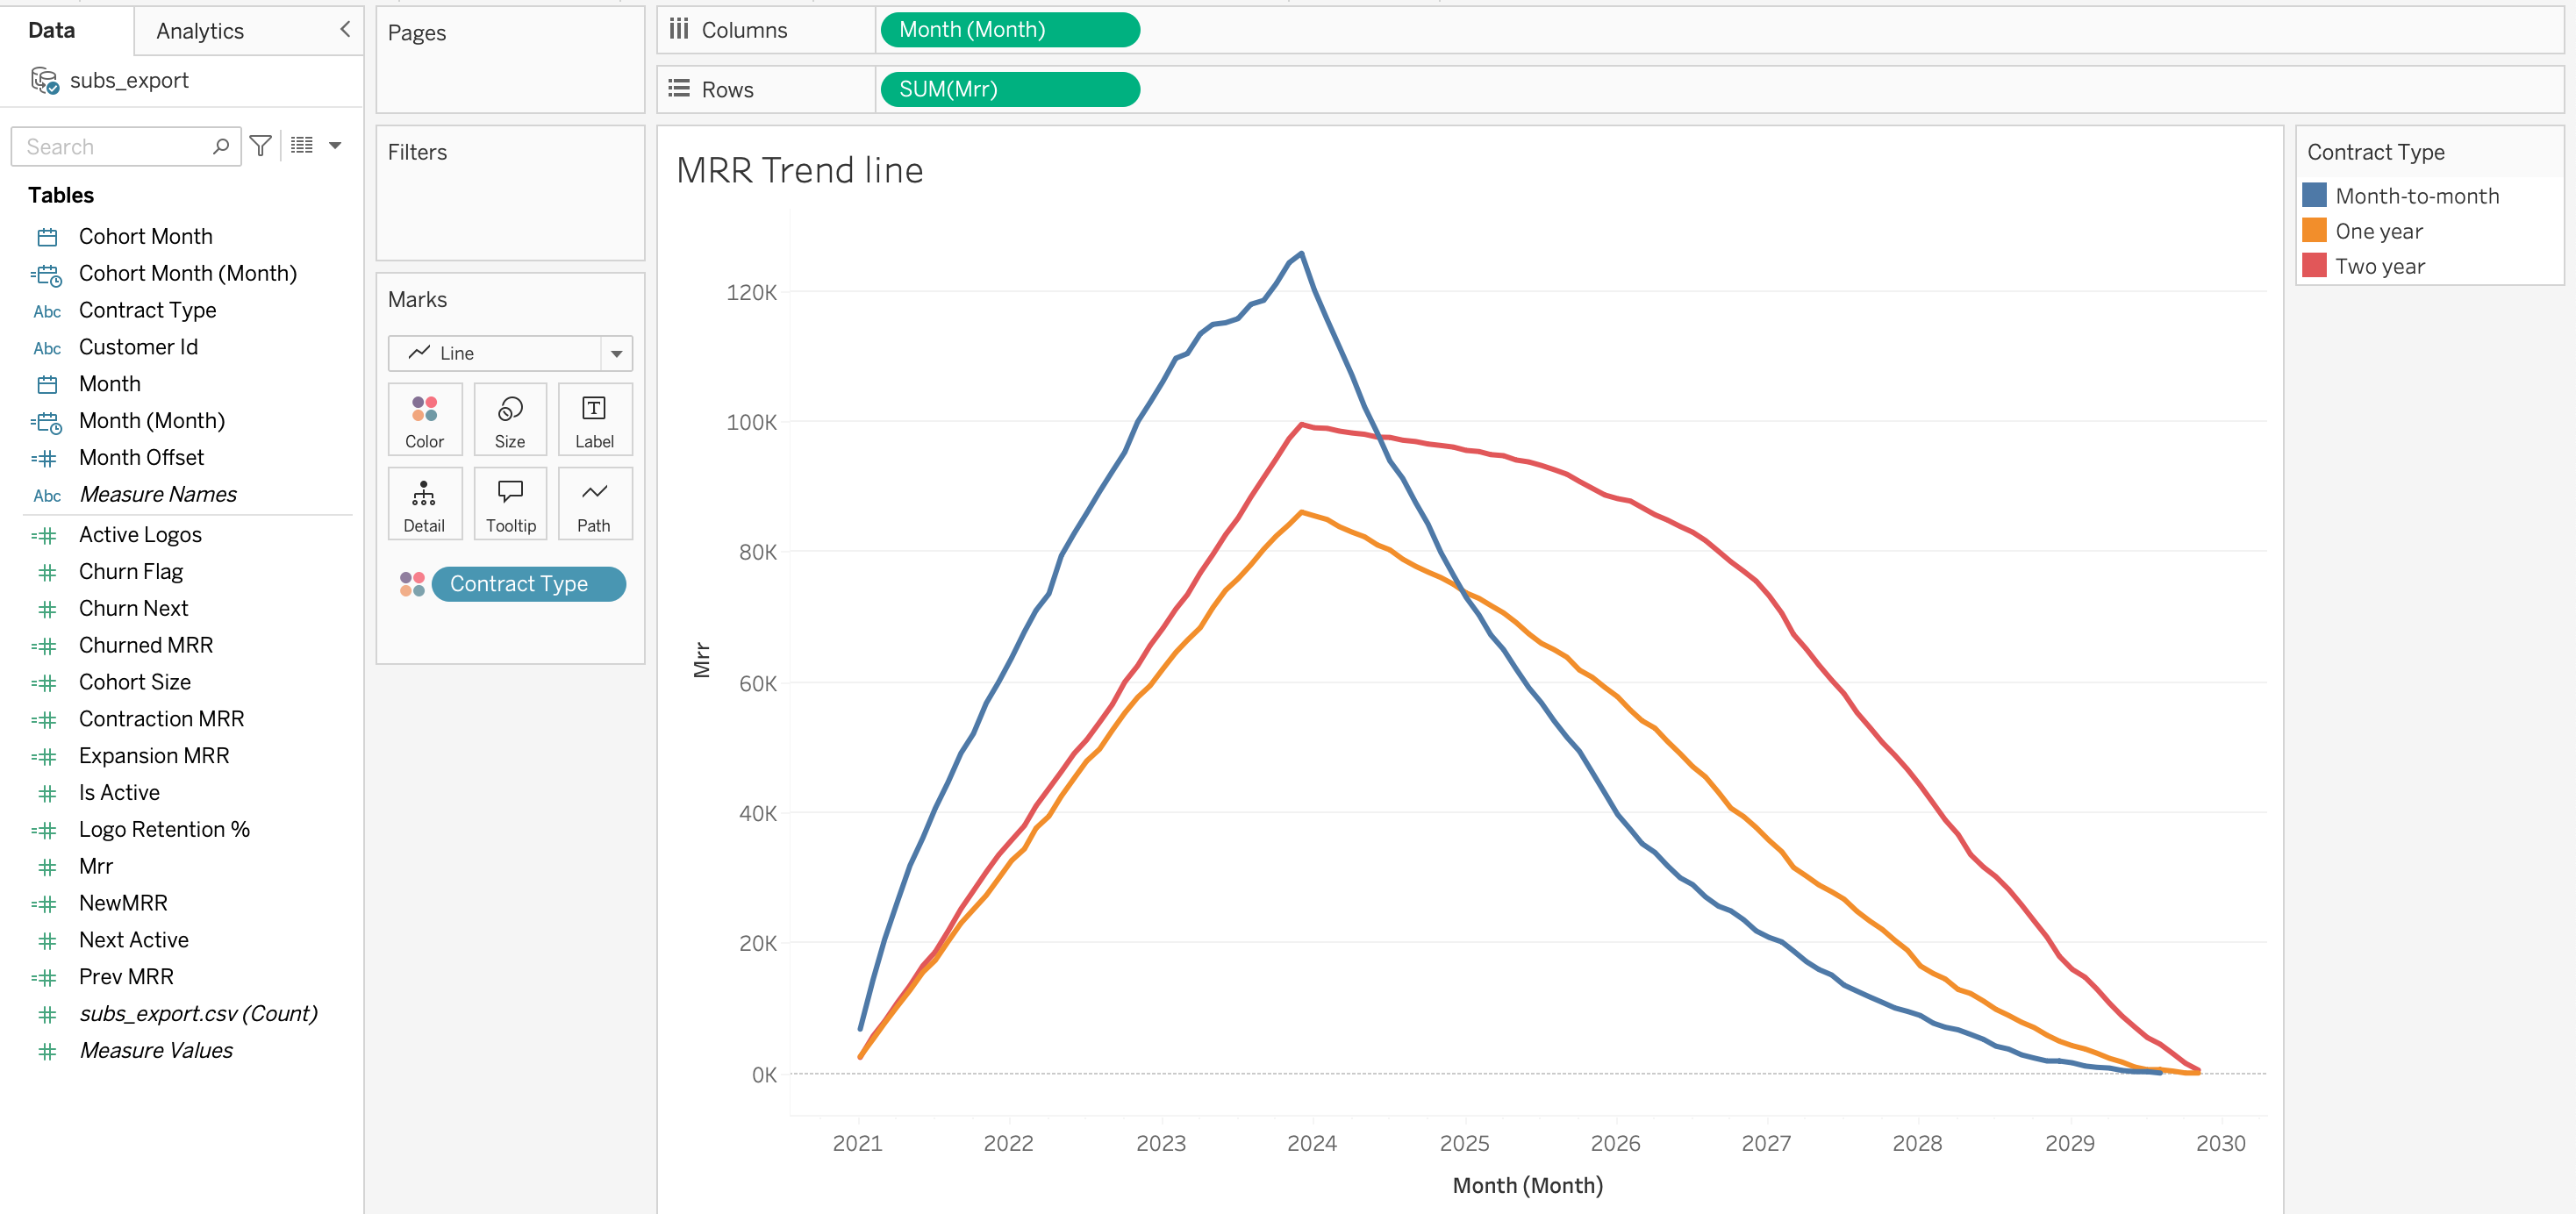 Data
Analytics
subs_export
Search
Tables
Cohort Month
Cohort Month (Month)
Abc Contract Type
Abc Customer Id
Month
Month (Month)
Month Offset
Abc Measure Names
Active Logos
Churn Flag
Churn Next
Churned MRR
Cohort Size
Contraction MRR
Expansion MRR
Is Active
Logo Retention %
Mrr
NewMRR
Next Active
Prev MRR
subs_export.csv (Count)
Measure Values
Pages
Filters
Marks
Line
Color Size Label
Detail Tooltip Path
Contract Type
Columns Month (Month)
Rows SUM(Mrr)
MRR Trend line
120K
100K
80K
60K
40K
20K
0K
Mrr
2021 2022 2023 2024 2025 2026 2027 2028 2029 2030
Month (Month)
Contract Type
Month-to-month
One year
Two year